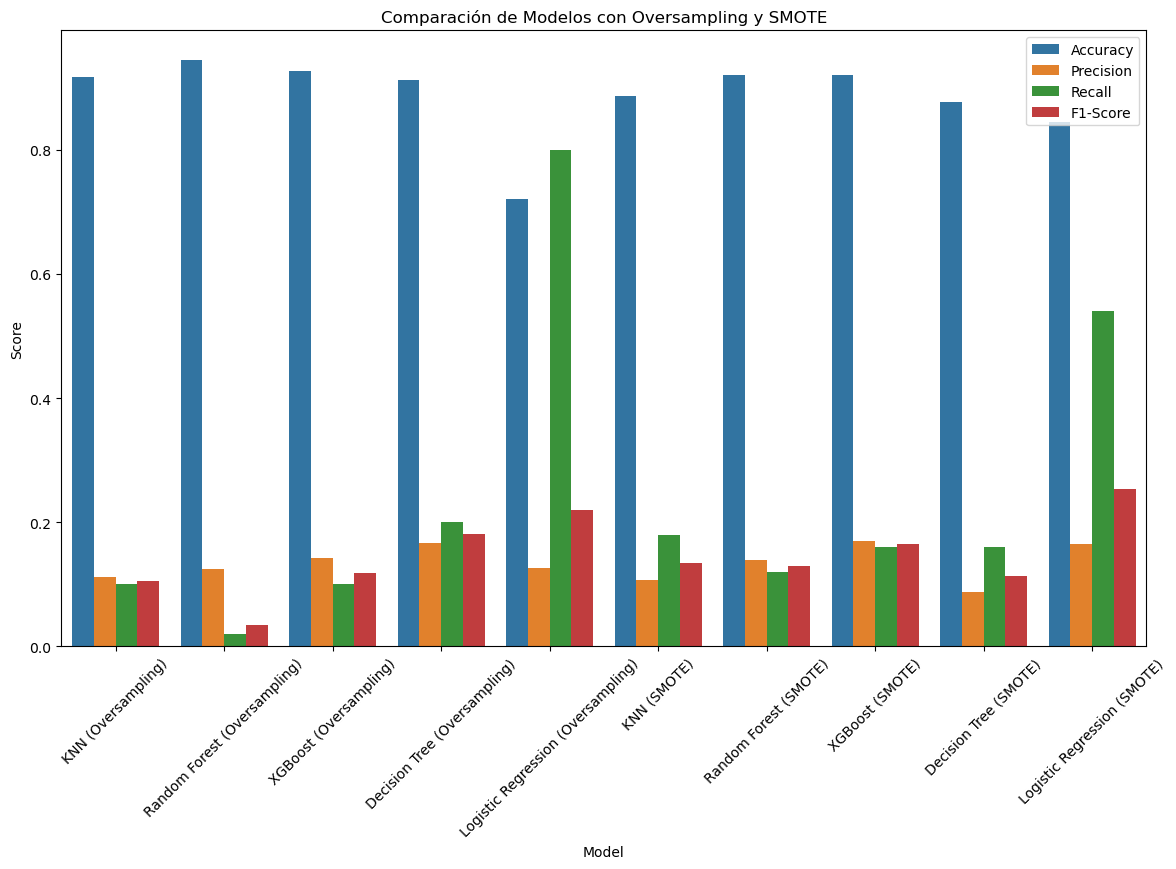 Comparación de Modelos con Oversampling y SMOTE
Accuracy
Precision
Recall
F1-Score
Score
0.8
0.6
0.4
0.2
0.0
KNN (Oversampling)
Random Forest (Oversampling)
XGBoost (Oversampling)
Decision Tree (Oversampling)
Logistic Regression (Oversampling)
KNN (SMOTE)
Random Forest (SMOTE)
XGBoost (SMOTE)
Decision Tree (SMOTE)
Logistic Regression (SMOTE)
Model